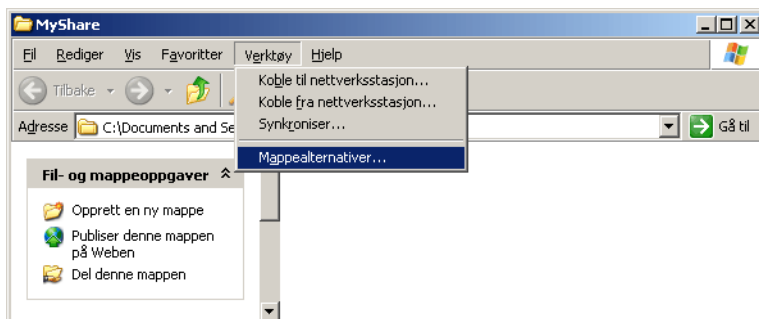 MyShare
Fil Rediger Vis Favoritter Verktøy Hjelp
Koble til nettverksstasjon...
Koble fra nettverksstasjon...
Synkroniser...
Mappealternativer...
Tilbake
Adresse C:\Documents and Se
Gå til
Fil- og mappeoppgaver
Opprett en ny mappe
Publiser denne mappen
på Weben
Del denne mappen